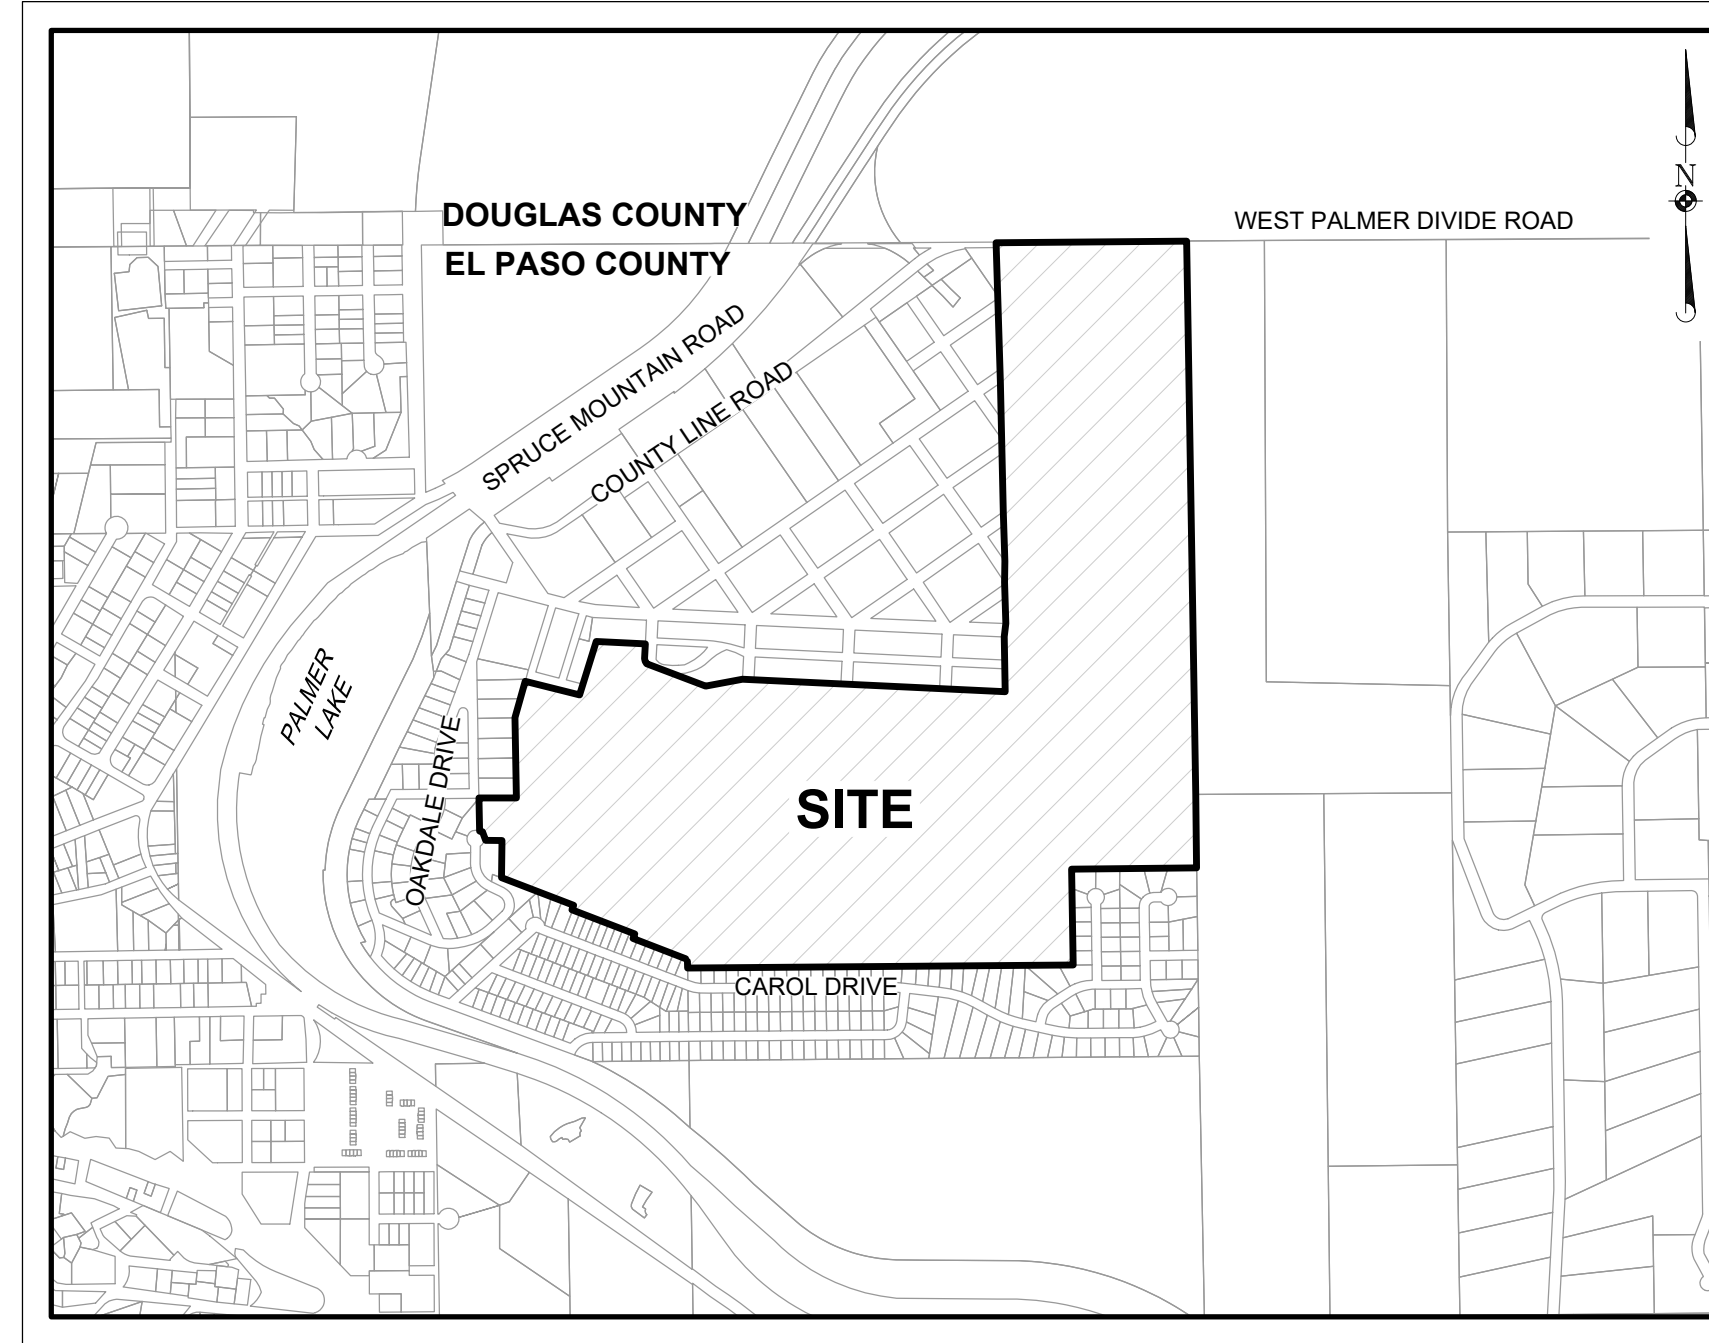 DOUGLAS COUNTY
EL PASO COUNTY
WEST PALMER DIVIDE ROAD
N
SPRUCE MOUNTAIN ROAD
COUNTY LINE ROAD
PALMER
LAKE
OAKDALE DRIVE
SITE
CAROL DRIVE